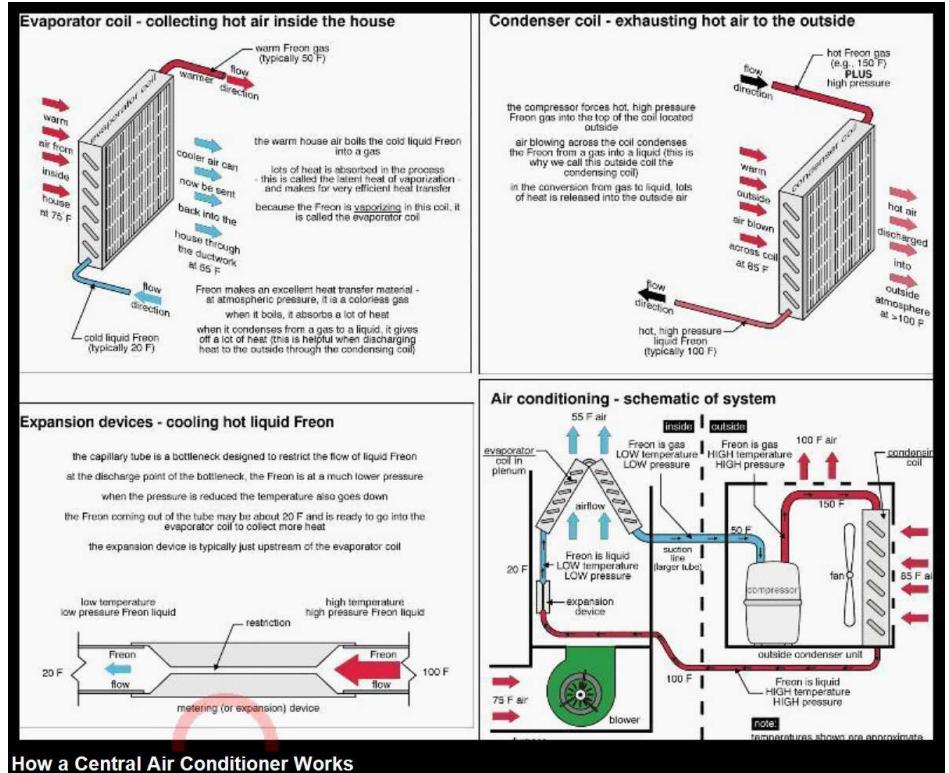 Evaporator coil - collecting hot air inside the house
warm Freon gas
(typically 50°F)
warmer
flow
direction
evaporator coil
warm
air from
inside
house
at 75°F
cooler air can
now be sent
back into the
house through
the ductwork
at 55°F
the warm house air boils the cold liquid Freon
into a gas
lots of heat is absorbed in the process
- this is called the latent heat of vaporization -
and makes for very efficient heat transfer
because the Freon is vaporizing in this coil, it
is called the evaporator coil
flow
direction
cold liquid Freon
(typically 20°F)
Freon makes an excellent heat transfer material -
at atmospheric pressure, it is a colorless gas
when it boils, it absorbs a lot of heat
when it condenses from a gas to a liquid, it gives
off a lot of heat (this is helpful when discharging
heat to the outside through the condensing coil)
Condenser coil - exhausting hot air to the outside
hot Freon gas
(e.g., 150°F)
PLUS
high pressure
flow
direction
the compressor forces hot, high pressure
Freon gas into the top of the coil located
outside
air blowing across the coil condenses
the Freon from a gas into a liquid (this is
why we call this outside coil the
condensing coil)
in the conversion from gas to liquid, lots
of heat is released into the outside air
condenser coil
warm
outside
air blown
across coil
at 85°F
hot air
discharged
into
outside
atmosphere
at >100°F
flow
direction
hot, high pressure
liquid Freon
(typically 100°F)
Expansion devices - cooling hot liquid Freon
the capillary tube is a bottleneck designed to restrict the flow of liquid Freon
at the discharge point of the bottleneck, the Freon is at a much lower pressure
when the pressure is reduced the temperature also goes down
the Freon coming out of the tube may be about 20°F and is ready to go into the
evaporator coil to collect more heat
the expansion device is typically just upstream of the evaporator coil
low temperature
low pressure Freon liquid
high temperature
high pressure Freon liquid
restriction
20°F
Freon
flow
Freon
flow
100°F
metering (or expansion) device
Air conditioning - schematic of system
55°F air
inside
outside
evaporator
coil in
plenum
Freon is gas
LOW temperature
LOW pressure
Freon is gas
HIGH temperature
HIGH pressure
100°F air
condensin
coil
airflow
150°F
50°F
suction
line
(larger tube)
20°F
Freon is liquid
LOW temperature
LOW pressure
compressor
fan
85°F ai
expansion
device
outside condenser unit
100°F
Freon is liquid
HIGH temperature
HIGH pressure
75°F air
blower
note:
temperatures shown are approximate
How a Central Air Conditioner Works